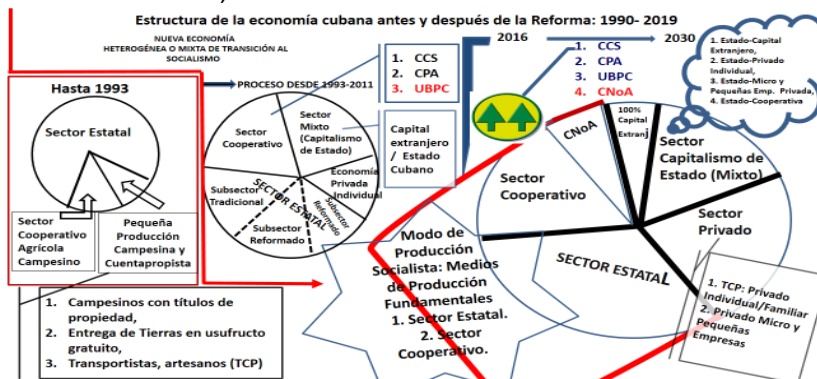 Estructura de la economía cubana antes y después de la Reforma: 1990- 2019
NUEVA ECONOMÍA
HETEROGÉNEA O MIXTA DE TRANSICIÓN AL
SOCIALISMO
Hasta 1993
Sector Estatal
Sector
Cooperativo
Agrícola
Campesino
Pequeña
Producción
Campesina y
Cuentapropista
1. Campesinos con títulos de
propiedad,
2. Entrega de Tierras en usufructo
gratuito,
3. Transportistas, artesanos (TCP)
PROCESO DESDE 1993-2011
Sector
Cooperativo
Sector
Mixto
(Capitalismo
de Estado)
Economía
Privada
Individual
Subsector
Tradicional
SECTOR ESTATAL
Subsector
Reformado
Subsector
Reformado
1. CCS
2. CPA
3. UBPC
Capital
extranjero
/ Estado
Cubano
2016
2030
1. CCS
2. CPA
3. UBPC
4. CNoA
1. Estado-Capital
Extranjero,
2. Estado-Privado
Individual,
3. Estado-Micro y
Pequeñas Emp. Privada,
4. Estado-Cooperativa
CNoA
100%
Capital
Extranj
Sector
Cooperativo
Sector
Capitalismo de
Estado (Mixto)
Sector
Privado
SECTOR ESTATAL
Modo de
Producción
Socialista: Medios
de Producción
Fundamentales
1. Sector Estatal.
2. Sector
Cooperativo.
1. TCP: Privado
Individual/Familiar
2. Privado Micro y
Pequeñas
Empresas